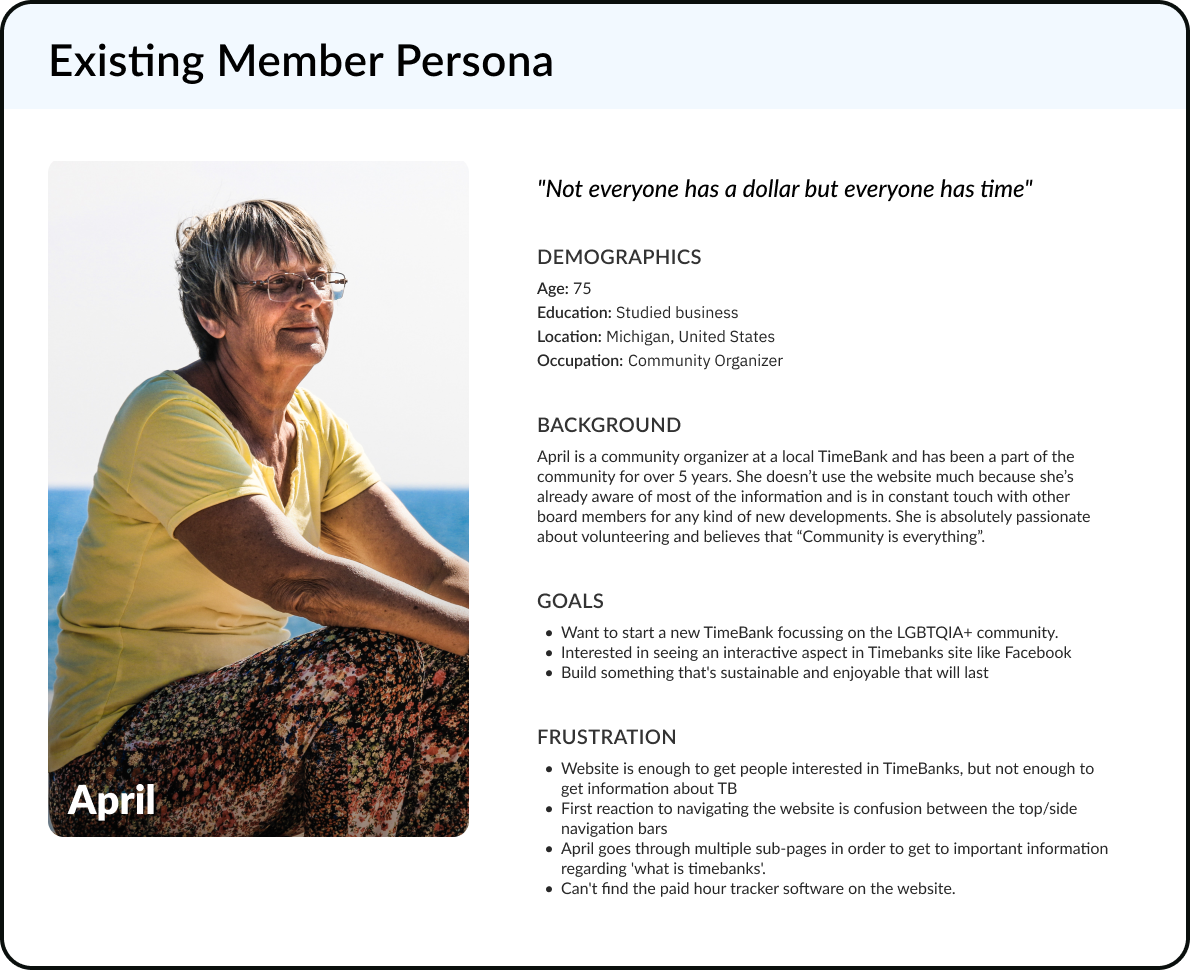 Existing Member Persona
"Not everyone has a dollar but everyone has time"
DEMOGRAPHICS
Age: 75
Education: Studied business
Location: Michigan, United States
Occupation: Community Organizer
BACKGROUND
April is a community organizer at a local TimeBank and has been a part of the
community for over 5 years. She doesn’t use the website much because she’s
already aware of most of the information and is in constant touch with other
board members for any kind of new developments. She is absolutely passionate
about volunteering and believes that “Community is everything”.
GOALS
• Want to start a new TimeBank focussing on the LGBTQIA+ community.
• Interested in seeing an interactive aspect in Timebanks site like Facebook
• Build something that's sustainable and enjoyable that will last
FRUSTRATION
• Website is enough to get people interested in TimeBanks, but not enough to
get information about TB
• First reaction to navigating the website is confusion between the top/side
navigation bars
• April goes through multiple sub-pages in order to get to important information
regarding 'what is timebanks'.
• Can't find the paid hour tracker software on the website.
April